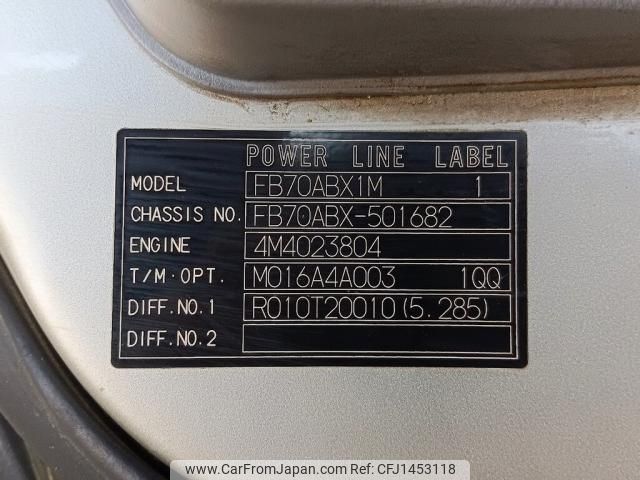 POWER LINE LABEL
MODEL FB70ABX1M 1
CHASSIS NO. FB70ABX-501682
ENGINE 4M4023804
T/M·OPT. M016A4A003 1QQ
DIFF.NO.1 R010T20010(5.285)
DIFF.NO.2
www.CarFromJapan.com - CarFromJapan - CFJ1453118